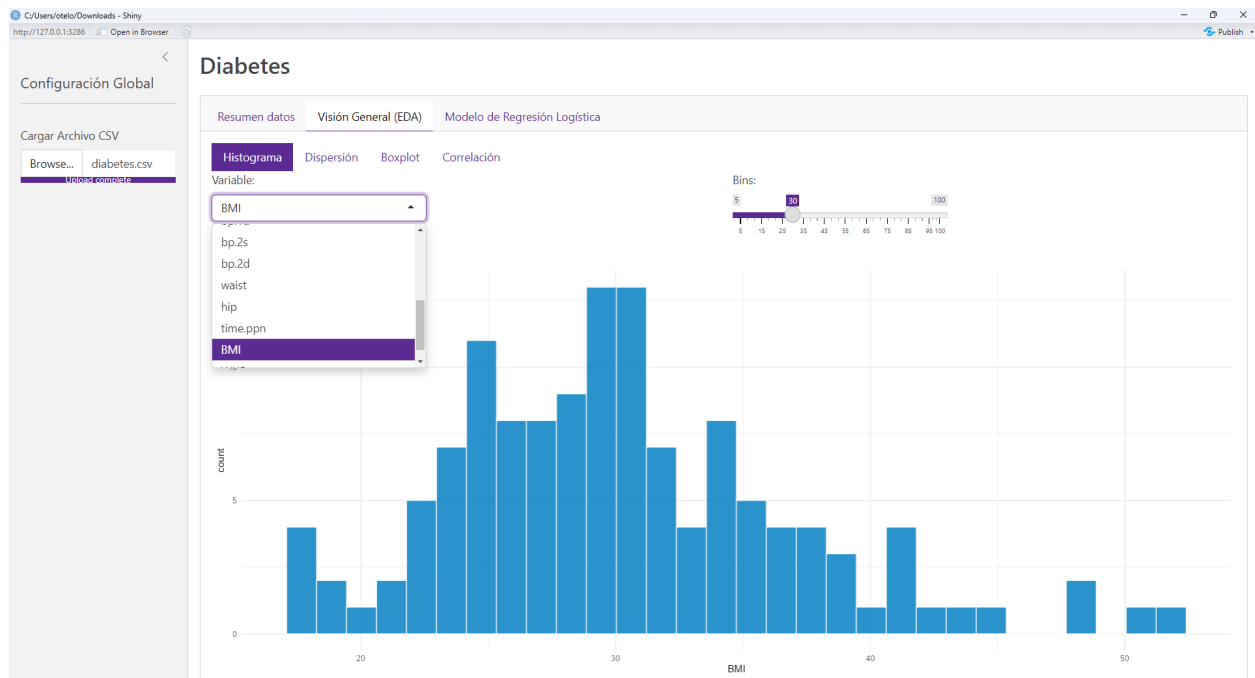 C:/Users/otelo/Downloads - Shiny
http://127.0.0.1:3286 Open in Browser Publish
Configuración Global
Cargar Archivo CSV
Browse... diabetes.csv
Upload complete
Diabetes
Resumen datos Visión General (EDA) Modelo de Regresión Logística
Histograma Dispersión Boxplot Correlación
Variable:
BMI
bp.2s
bp.2d
waist
hip
time.ppn
BMI
Bins:
5 30 100
5 15 25 35 45 55 65 75 85 95 100
count
5
0
20 30 40 50
BMI